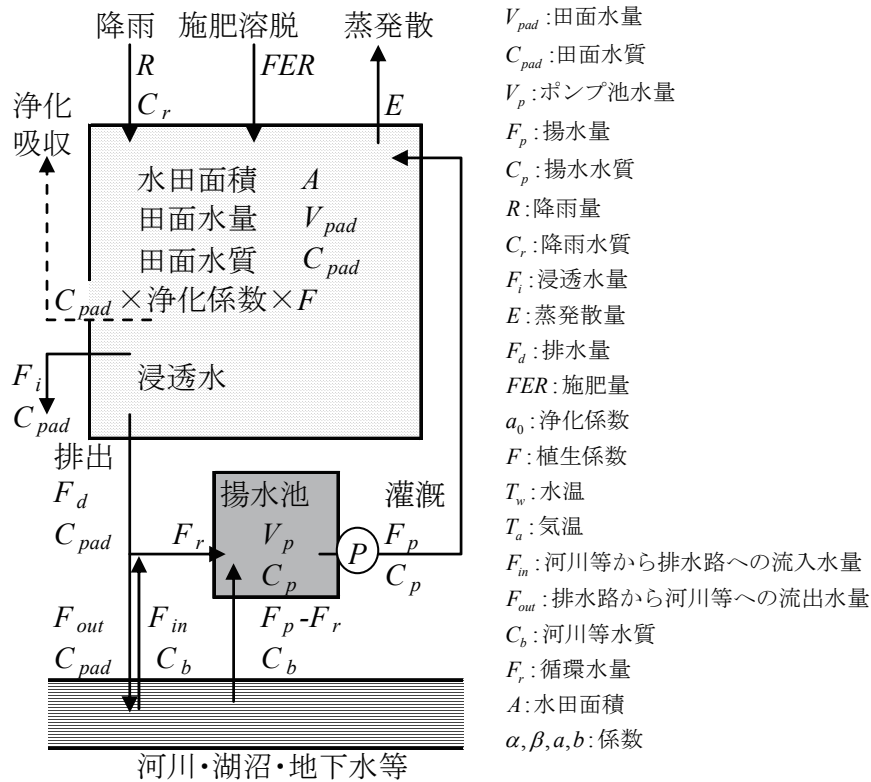 降雨 施肥溶脱 蒸発散
R FER E
C_r
浄化
吸収
水田面積 A
田面水量 V_pad
田面水質 C_pad
C_pad×浄化係数×F
F_i 浸透水
C_pad
排出
F_d
C_pad
F_r
揚水池
V_p
C_p
P
灌漑
F_p
C_p
F_out F_in F_p-F_r
C_pad C_b C_b
河川・湖沼・地下水等
V_pad:田面水量
C_pad:田面水質
V_p:ポンプ池水量
F_p:揚水量
C_p:揚水水質
R:降雨量
C_r:降雨水質
F_i:浸透水量
E:蒸発散量
F_d:排水量
FER:施肥量
a_0:浄化係数
F:植生係数
T_w:水温
T_a:気温
F_in:河川等から排水路への流入水量
F_out:排水路から河川等への流出水量
C_b:河川等水質
F_r:循環水量
A:水田面積
α,β,a,b:係数